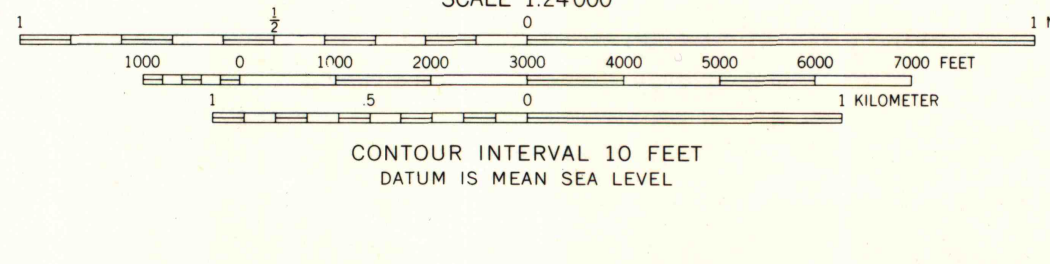 SCALE 1:24000
1 1/2 0 1
1000 0 1000 2000 3000 4000 5000 6000 7000 FEET
1 .5 0 1 KILOMETER
CONTOUR INTERVAL 10 FEET
DATUM IS MEAN SEA LEVEL